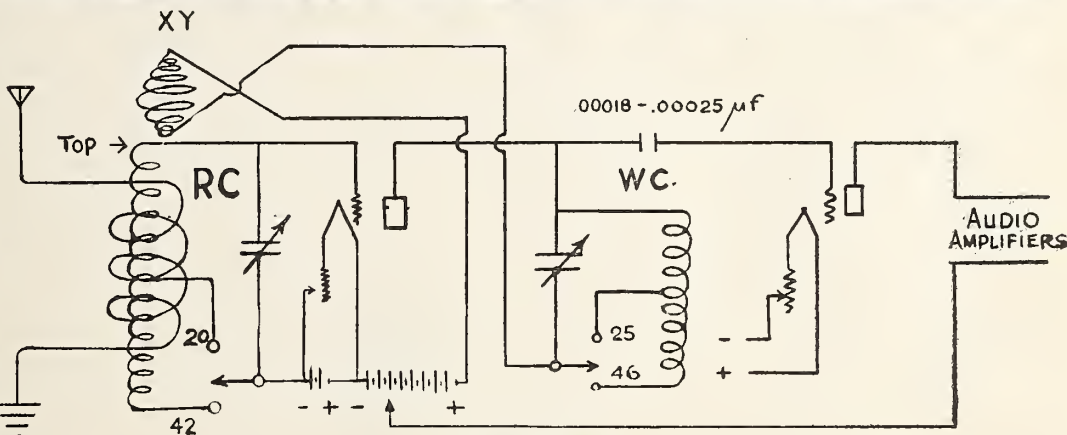 XY
.00018-.00025 μf
TOP →
RC
WC.
AUDIO
AMPLIFIERS
20
25
46
- + - +
-
+
42